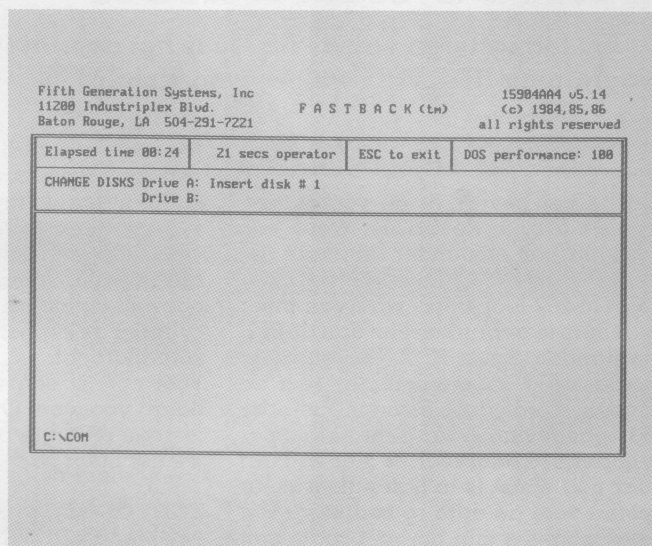 Fifth Generation Systems, Inc 15904AA4 v5.14
11200 Industriplex Blvd. F A S T B A C K (tm) (c) 1984,85,86
Baton Rouge, LA 504-291-7221 all rights reserved
Elapsed time 00:24 21 secs operator ESC to exit DOS performance: 100
CHANGE DISKS Drive A: Insert disk # 1
Drive B:
C:\COM